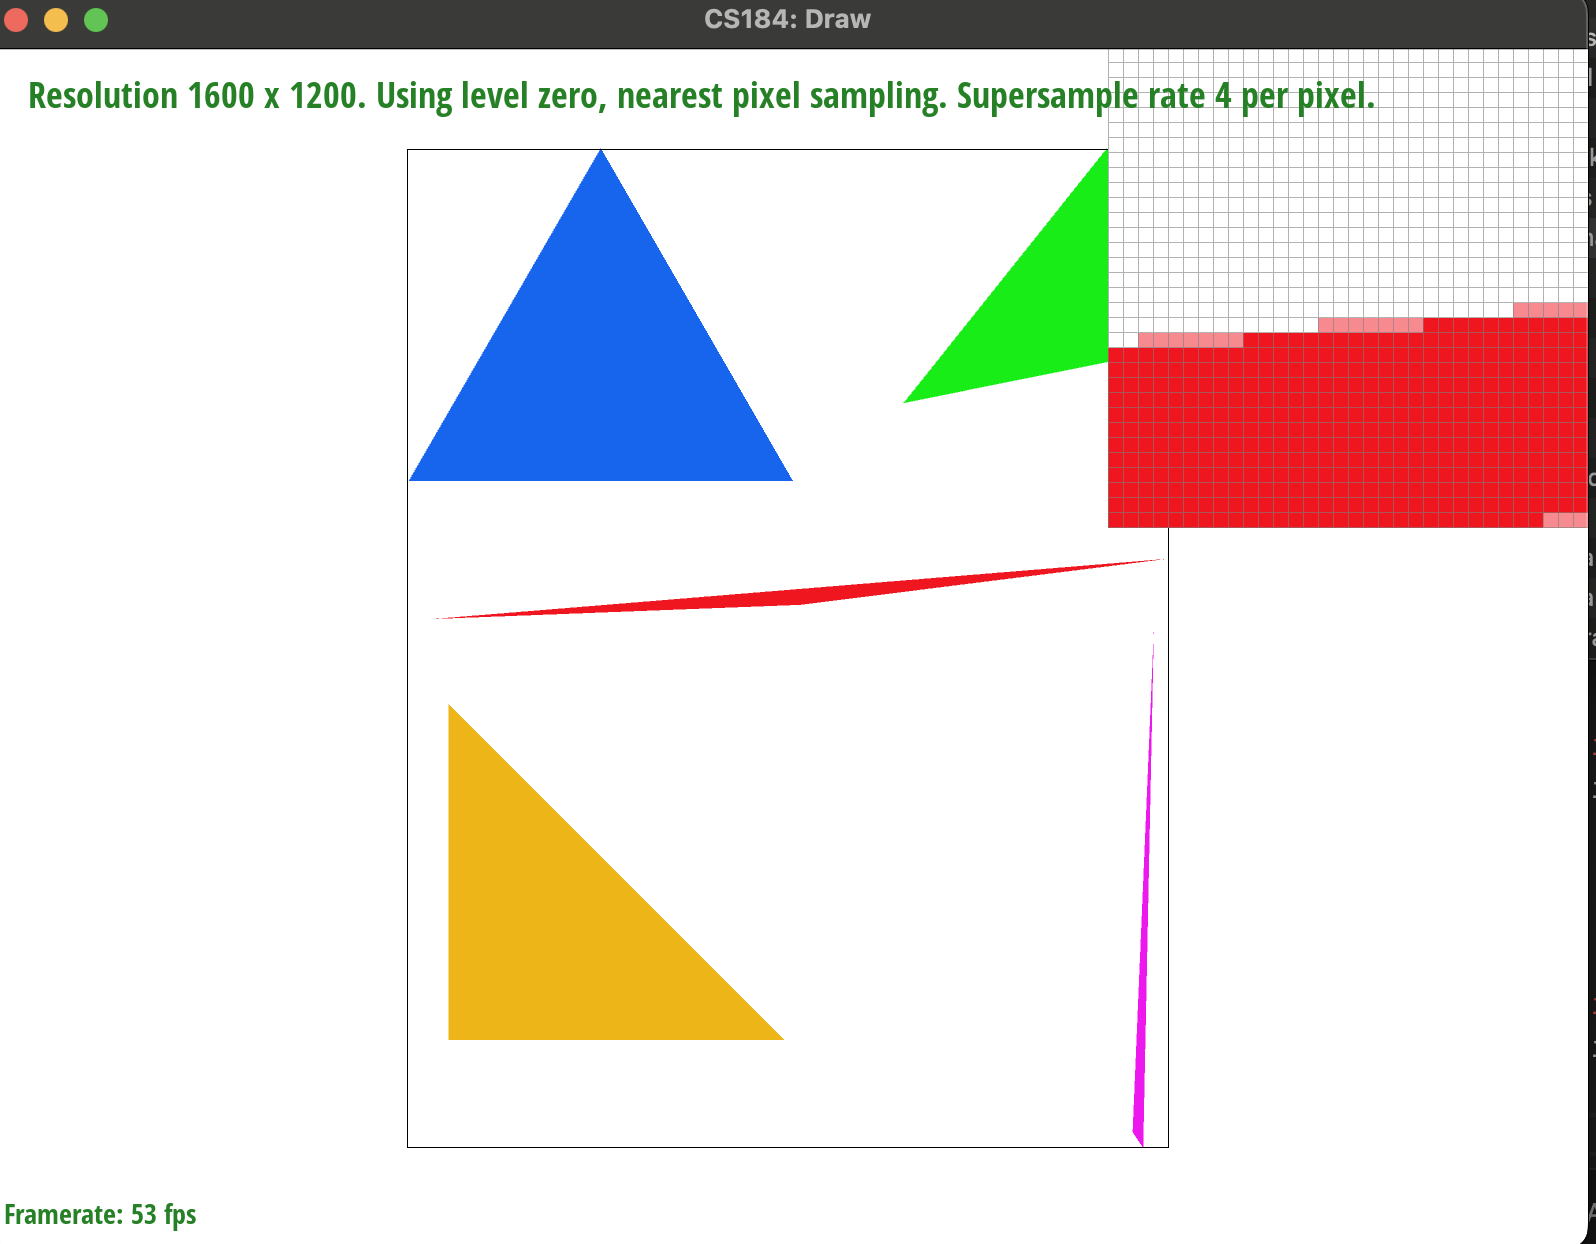 CS184: Draw
Resolution 1600 x 1200. Using level zero, nearest pixel sampling. Supersample rate 4 per pixel.
Framerate: 53 fps